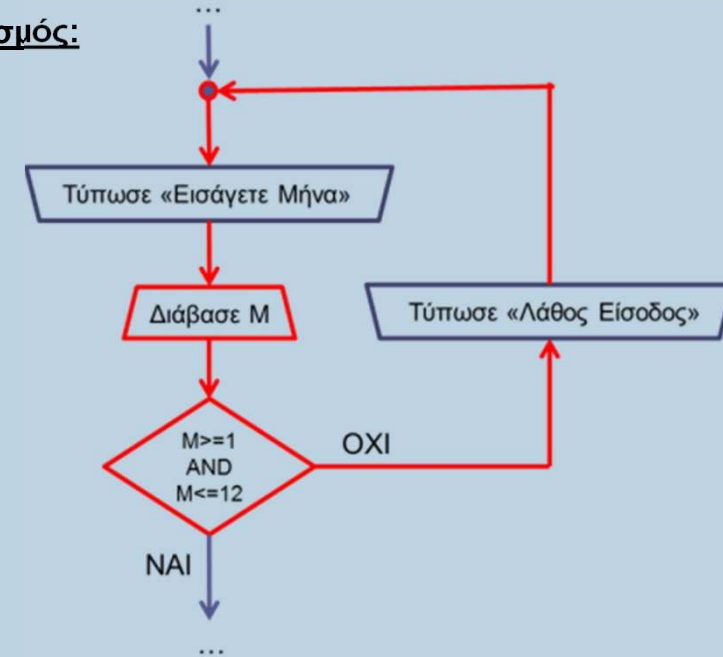 ...
σμός:
Τύπωσε «Εισάγετε Μήνα»
Διάβασε Μ
Τύπωσε «Λάθος Είσοδος»
M>=1
AND
M<=12
ΟΧΙ
ΝΑΙ
...